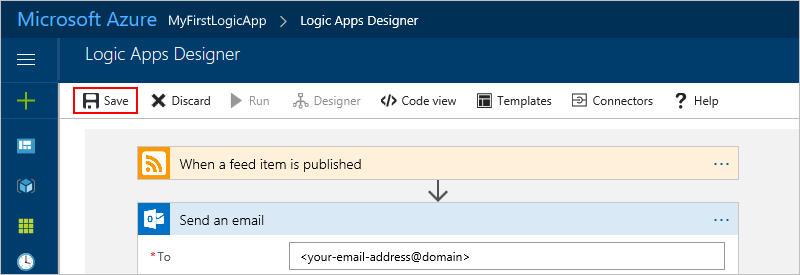 Microsoft Azure MyFirstLogicApp > Logic Apps Designer
Logic Apps Designer
Save Discard Run Designer </> Code view Templates Connectors ? Help
When a feed item is published ...
Send an email ...
*To <your-email-address@domain>